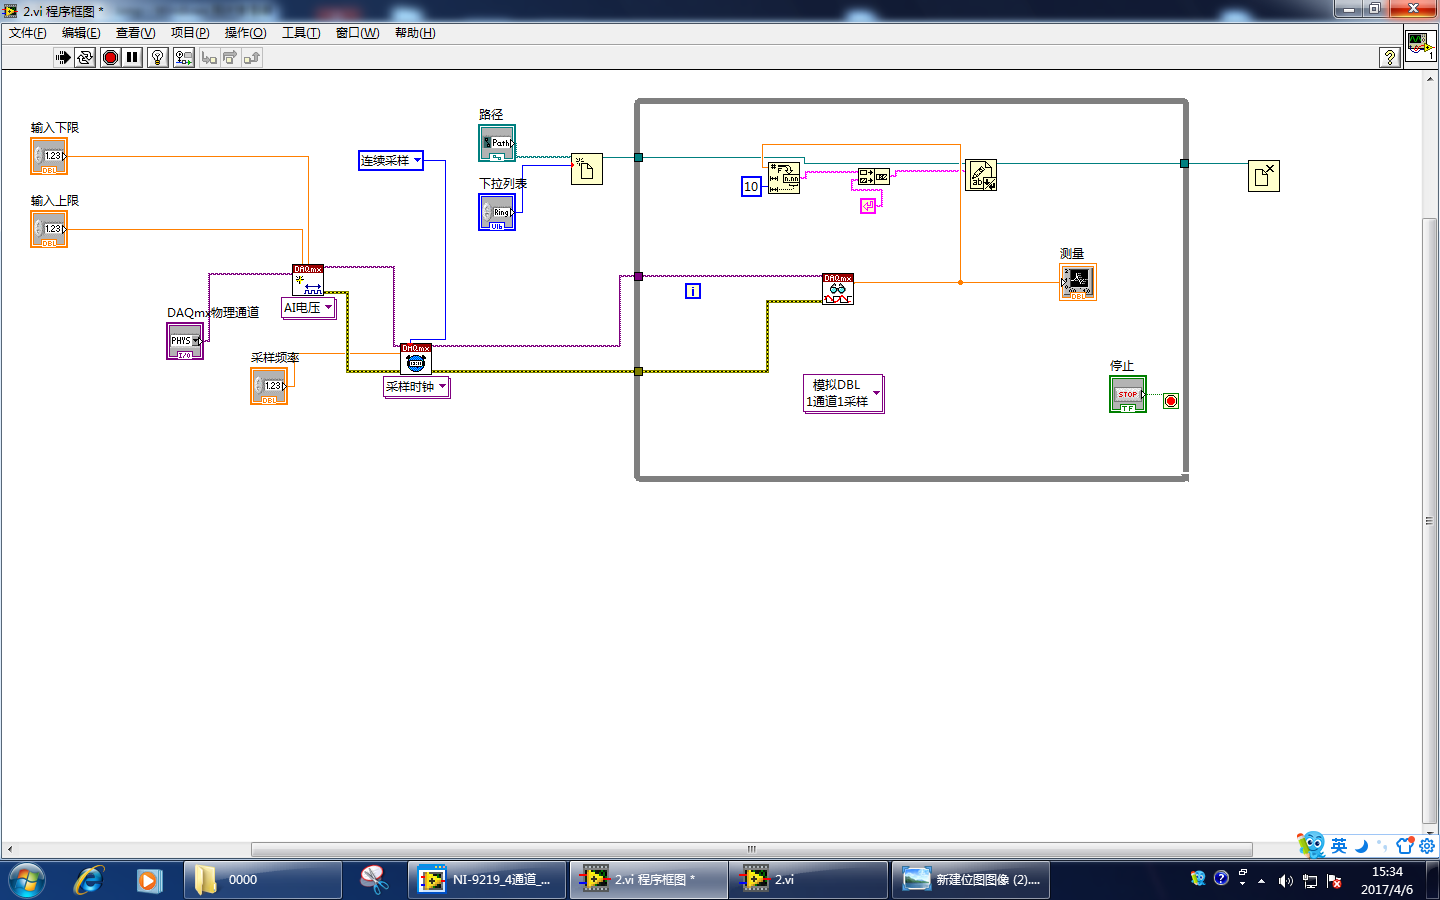 2.vi 程序框图 *
文件(F) 编辑(E) 查看(V) 项目(P) 操作(O) 工具(T) 窗口(W) 帮助(H)
1
路径
Path
输入下限
1.23
DBL
连续采样
下拉列表
Ring
10
n.nn
ab
输入上限
1.23
DBL
测量
DBL
DAQmx
AI电压
DAQmx
i
DAQmx物理通道
PHYS
I/O
DAQmx
采样时钟
采样频率
1.23
DBL
模拟DBL
1通道1采样
停止
STOP
TF
英
0000
NI-9219_4通道_...
2.vi 程序框图 *
2.vi
新建位图图像 (2)....
15:34
2017/4/6